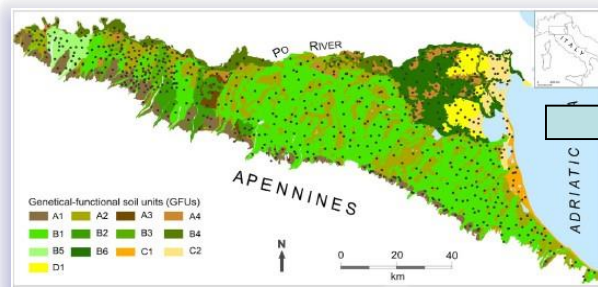 PO RIVER
ITALY
ADRIATIC
A
APENNINES
Genetical-functional soil units (GFUs)
A1 A2 A3 A4
B1 B2 B3 B4
B5 B6 C1 C2
D1
N
0 20 40
km